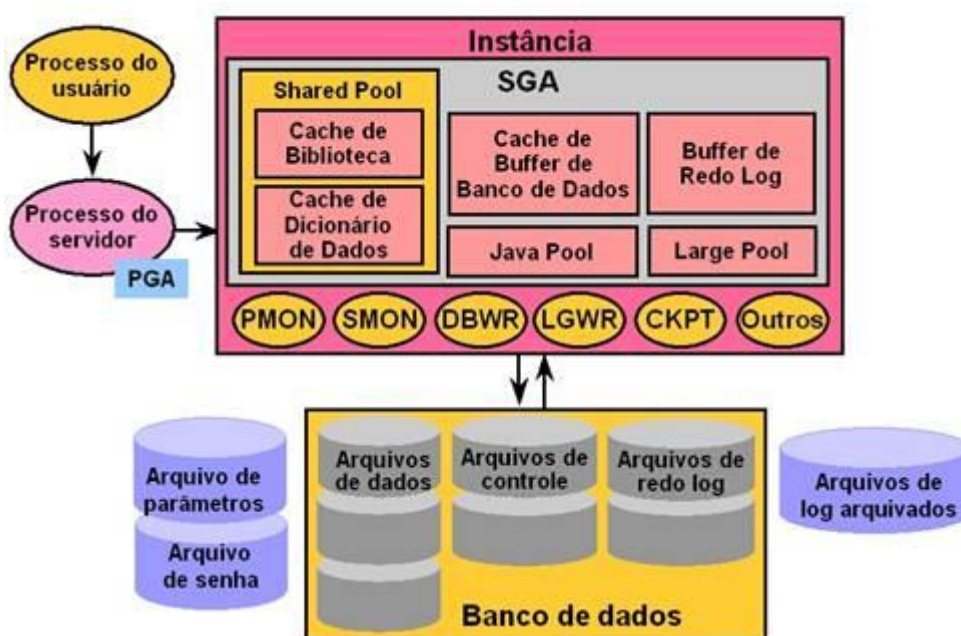 Instância
Processo do
usuário
SGA
Shared Pool
Cache de
Biblioteca
Cache de
Dicionário
de Dados
Cache de
Buffer de
Banco de Dados
Buffer de
Redo Log
Java Pool
Large Pool
Processo do
servidor
PGA
PMON
SMON
DBWR
LGWR
CKPT
Outros
Arquivo de
parâmetros
Arquivo
de senha
Arquivos
de dados
Arquivos de
controle
Arquivos de
redo log
Arquivos de
log arquivados
Banco de dados